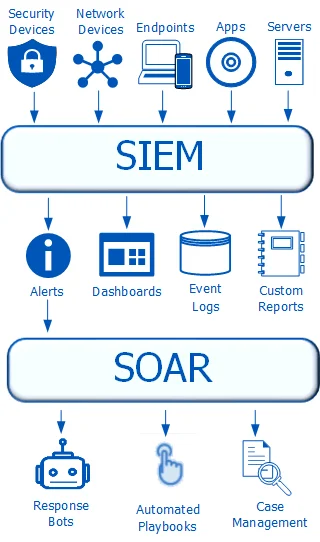 Security
Devices
Network
Devices
Endpoints
Apps
Servers
SIEM
Alerts
Dashboards
Event
Logs
Custom
Reports
SOAR
Response
Bots
Automated
Playbooks
Case
Management